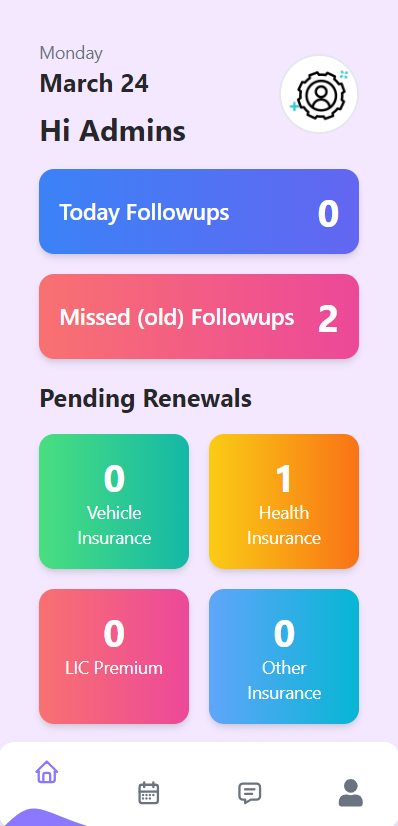 Monday
March 24
Hi Admins
Today Followups 0
Missed (old) Followups 2
Pending Renewals
0
Vehicle
Insurance
1
Health
Insurance
0
LIC Premium
0
Other
Insurance